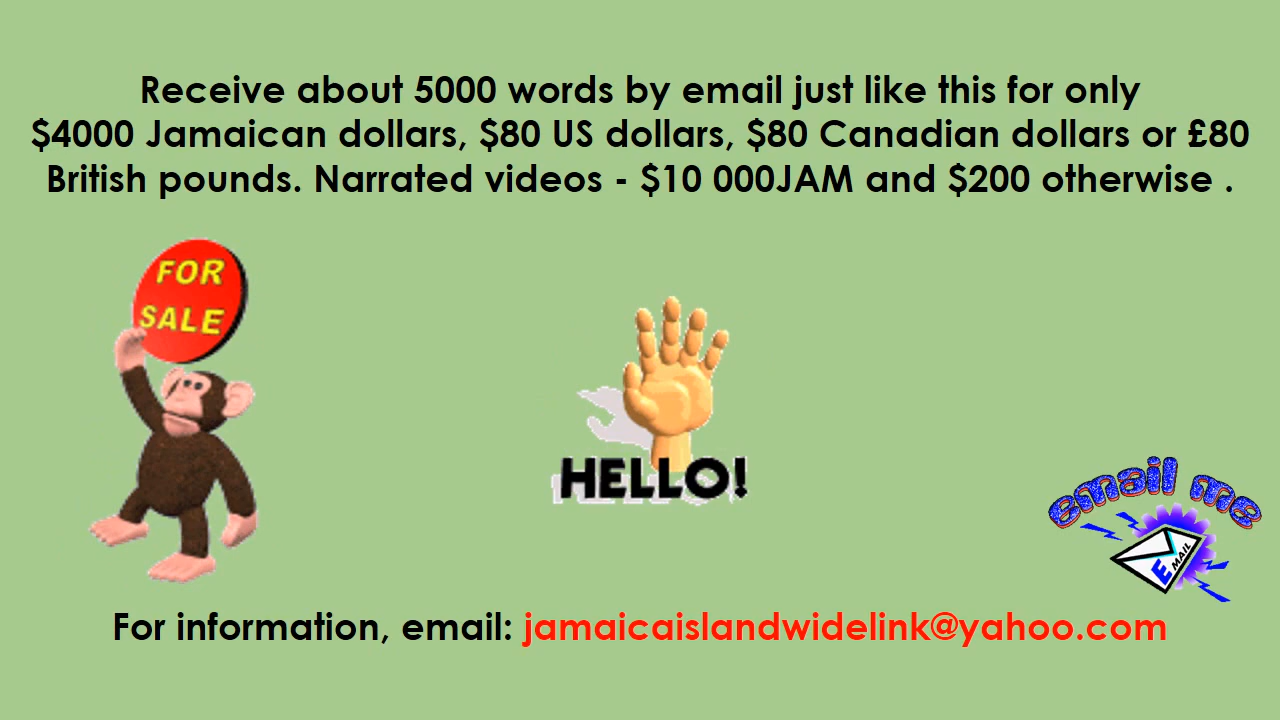 Receive about 5000 words by email just like this for only
$4000 Jamaican dollars, $80 US dollars, $80 Canadian dollars or £80
British pounds. Narrated videos - $10 000JAM and $200 otherwise .
FOR
SALE
HELLO!
email me
E MAIL
For information, email: jamaicaislandwidelink@yahoo.com